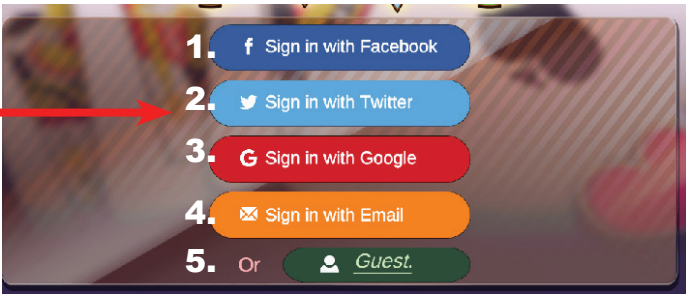 1. Sign in with Facebook
2. Sign in with Twitter
3. Sign in with Google
4. Sign in with Email
5. Or Guest.